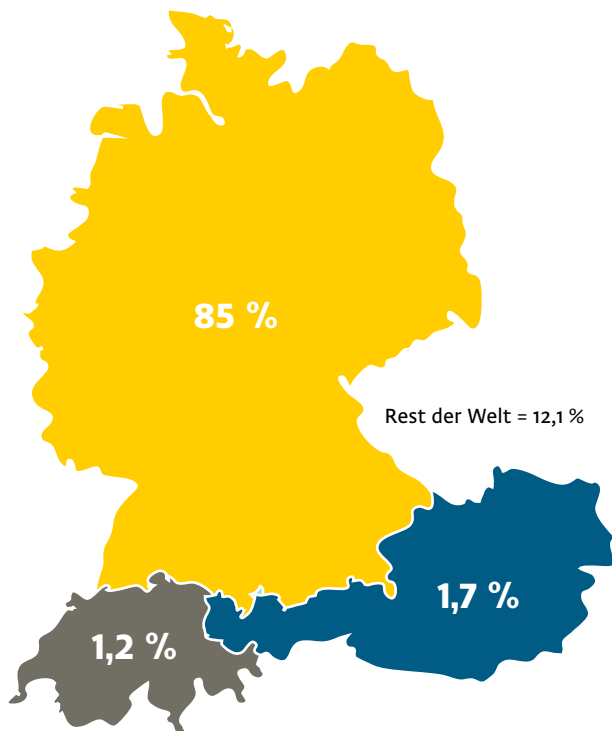 85 %
Rest der Welt = 12,1 %
1,7 %
1,2 %